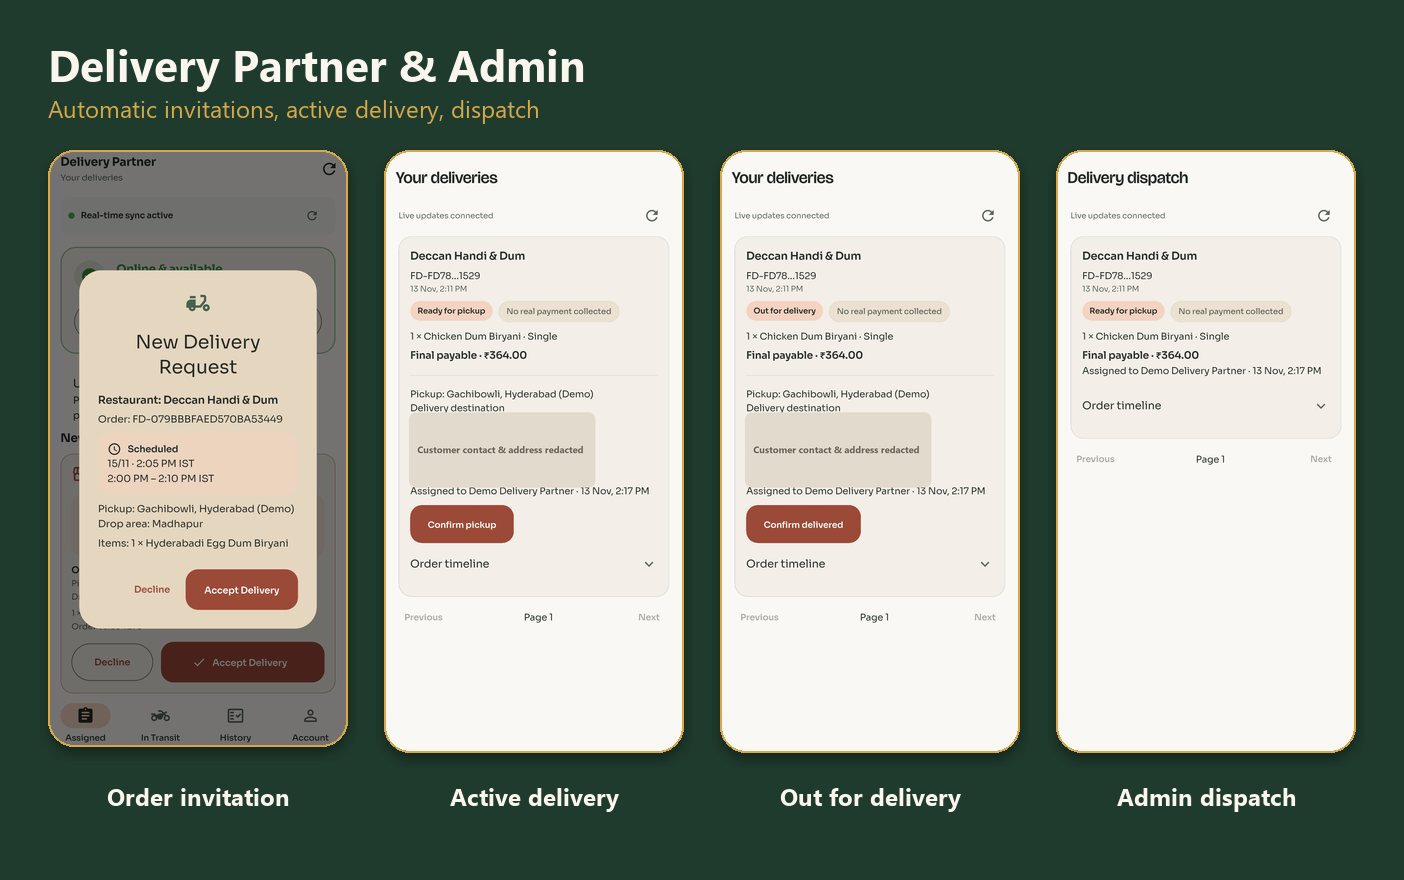 Delivery Partner & Admin
Automatic invitations, active delivery, dispatch
Delivery Partner
Your deliveries
Real-time sync active
Online & available
New Delivery
Request
Restaurant: Deccan Handi & Dum
Order: FD-079BBBFAED570BA53449
Scheduled
15/11 · 2:05 PM IST
2:00 PM – 2:10 PM IST
Pickup: Gachibowli, Hyderabad (Demo)
Drop area: Madhapur
Items: 1 × Hyderabadi Egg Dum Biryani
Decline
Accept Delivery
Decline
Accept Delivery
Assigned
In Transit
History
Account
Order invitation
Your deliveries
Live updates connected
Deccan Handi & Dum
FD-FD78...1529
13 Nov, 2:11 PM
Ready for pickup
No real payment collected
1 × Chicken Dum Biryani · Single
Final payable · ₹364.00
Pickup: Gachibowli, Hyderabad (Demo)
Delivery destination
Customer contact & address redacted
Assigned to Demo Delivery Partner · 13 Nov, 2:17 PM
Confirm pickup
Order timeline
Previous
Page 1
Next
Active delivery
Your deliveries
Live updates connected
Deccan Handi & Dum
FD-FD78...1529
13 Nov, 2:11 PM
Out for delivery
No real payment collected
1 × Chicken Dum Biryani · Single
Final payable · ₹364.00
Pickup: Gachibowli, Hyderabad (Demo)
Delivery destination
Customer contact & address redacted
Assigned to Demo Delivery Partner · 13 Nov, 2:17 PM
Confirm delivered
Order timeline
Previous
Page 1
Next
Out for delivery
Delivery dispatch
Live updates connected
Deccan Handi & Dum
FD-FD78...1529
13 Nov, 2:11 PM
Ready for pickup
No real payment collected
1 × Chicken Dum Biryani · Single
Final payable · ₹364.00
Assigned to Demo Delivery Partner · 13 Nov, 2:17 PM
Order timeline
Previous
Page 1
Next
Admin dispatch